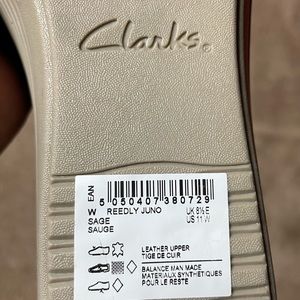 Clarks.
EAN
5 050407 380729
W REEDLY JUNO UK 8½ E
SAGE US 11 W
SAUGE
LEATHER UPPER
TIGE DE CUIR
BALANCE MAN MADE
MATERIAUX SYNTHÉTIQUES
POUR LE RESTE